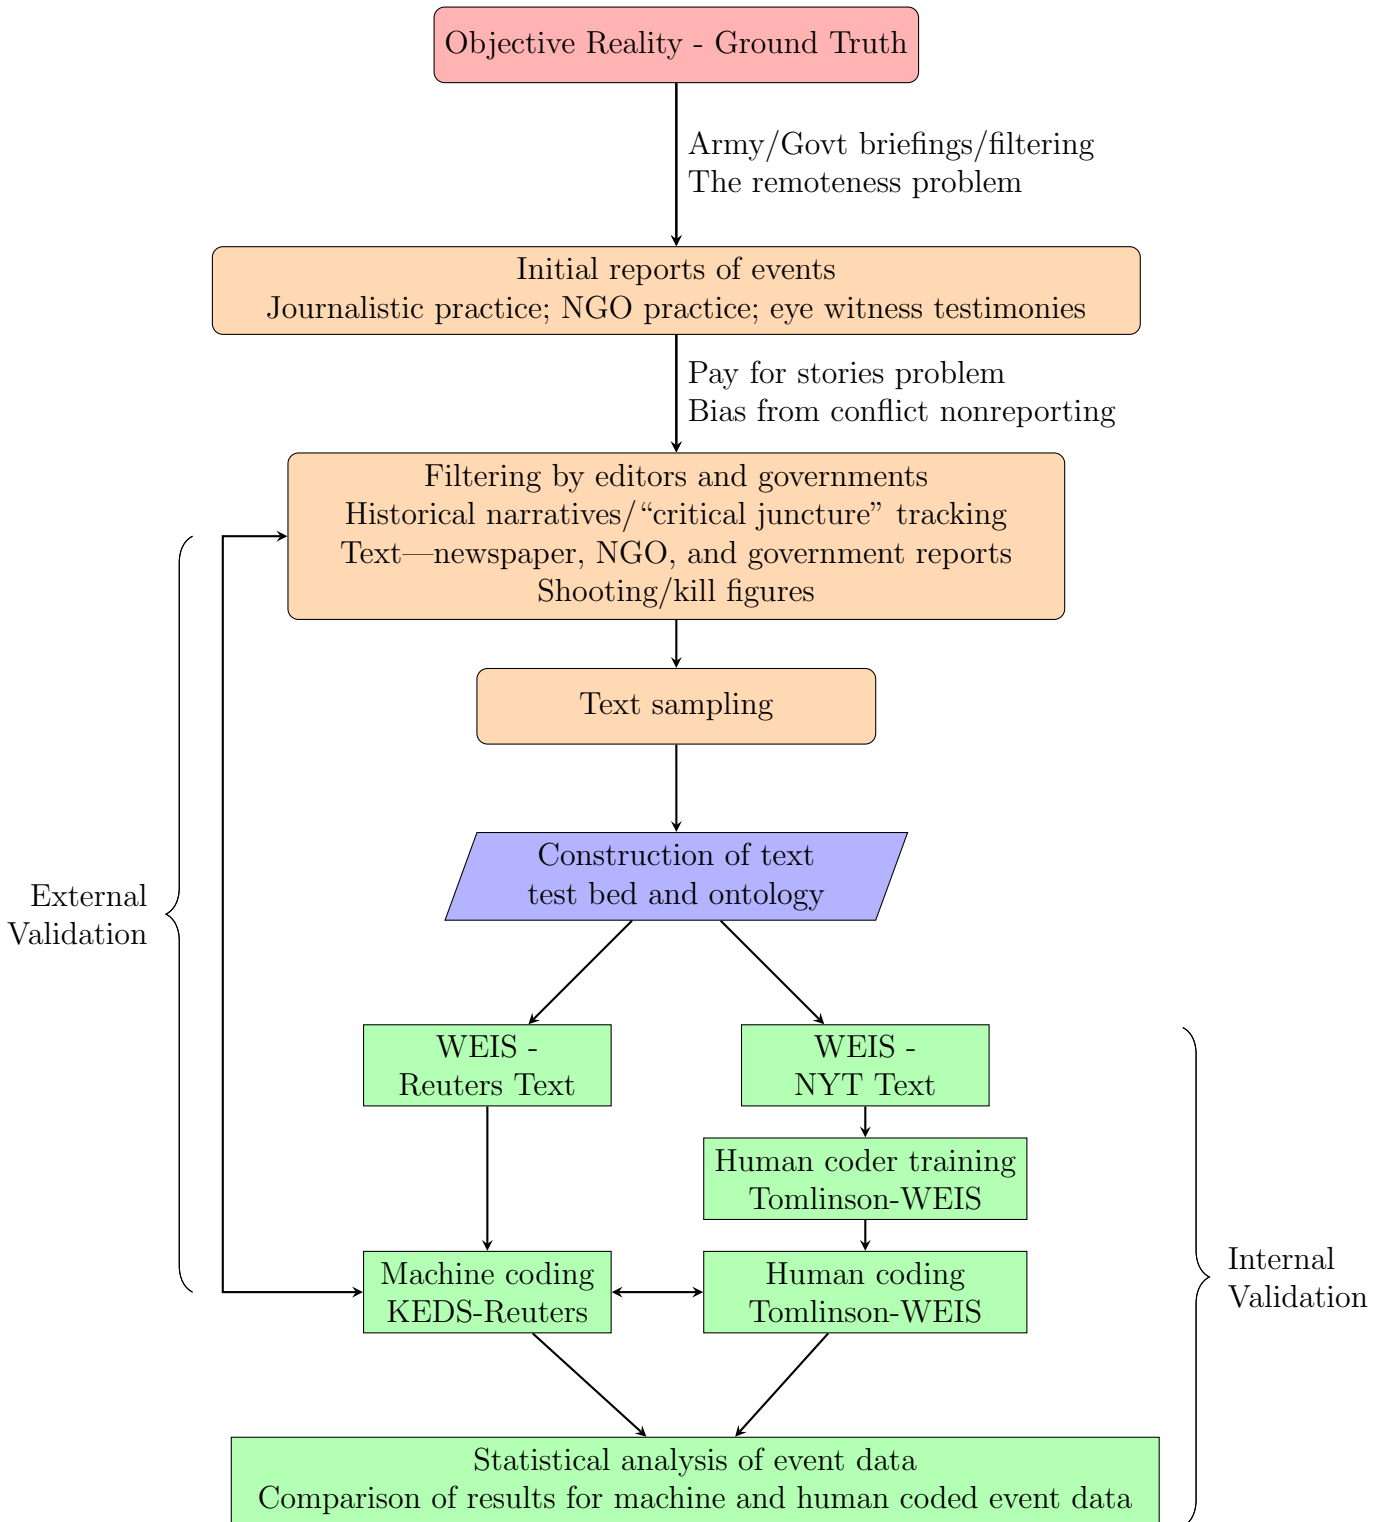 Objective Reality - Ground Truth
Army/Govt briefings/filtering
The remoteness problem
Initial reports of events
Journalistic practice; NGO practice; eye witness testimonies
Pay for stories problem
Bias from conflict nonreporting
Filtering by editors and governments
Historical narratives/“critical juncture” tracking
Text—newspaper, NGO, and government reports
Shooting/kill figures
Text sampling
Construction of text
test bed and ontology
External
Validation
WEIS -
Reuters Text
WEIS -
NYT Text
Human coder training
Tomlinson-WEIS
Machine coding
KEDS-Reuters
Human coding
Tomlinson-WEIS
Internal
Validation
Statistical analysis of event data
Comparison of results for machine and human coded event data